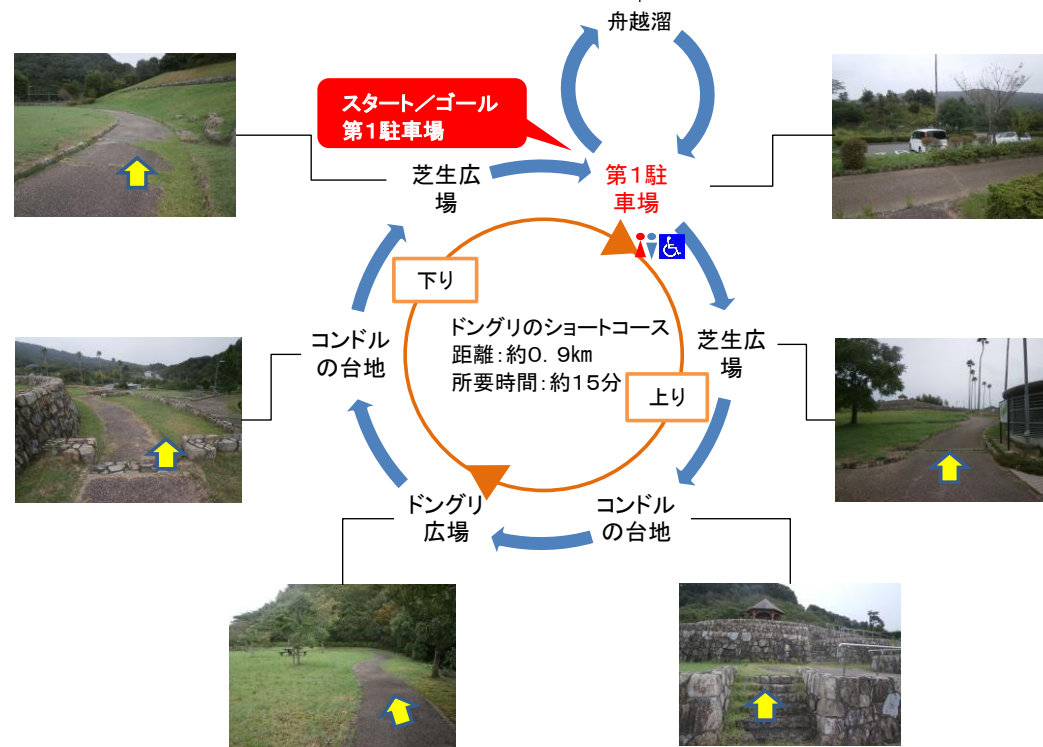 舟越溜
スタート／ゴール
第１駐車場
芝生広
場
第１駐
車場
下り
コンドル
の台地
ドングリのショートコース
距離：約０．９km
所要時間：約１５分
芝生広
場
上り
ドングリ
広場
コンドル
の台地